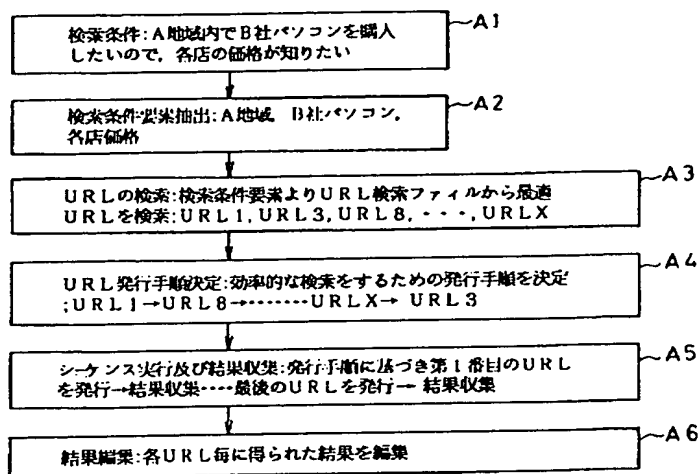 A1
検索条件:A地域内でB社パソコンを購入
したいので,各店の価格が知りたい
A2
検索条件要素抽出:A地域,B社パソコン,
各店価格
A3
URLの検索:検索条件要素よりURL検索ファイルから最適
URLを検索;URL1,URL3,URL8,・・・,URLX
A4
URL発行手順決定:効率的な検索をするための発行手順を決定
;URL1→URL8→‥‥‥‥URLX→ URL3
A5
シーケンス実行及び結果収集:発行手順に基づき第1番目のURL
を発行→結果収集‥‥最後のURLを発行→ 結果収集
A6
結果編集:各URL毎に得られた結果を編集